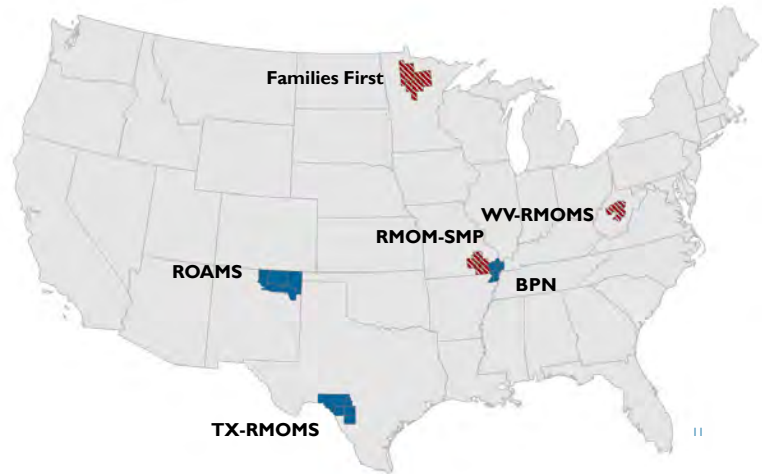 Families First
WV-RMOMS
RMOM-SMP
ROAMS
BPN
TX-RMOMS
11